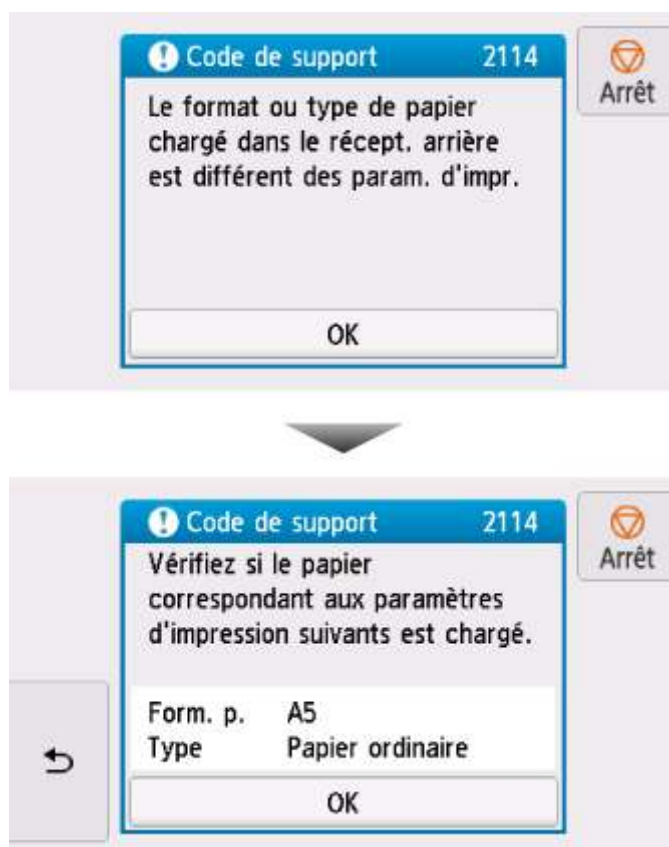 Code de support 2114
Arrêt
Le format ou type de papier
chargé dans le récept. arrière
est différent des param. d'impr.
OK
Code de support 2114
Arrêt
Vérifiez si le papier
correspondant aux paramètres
d'impression suivants est chargé.
Form. p. A5
Type Papier ordinaire
OK